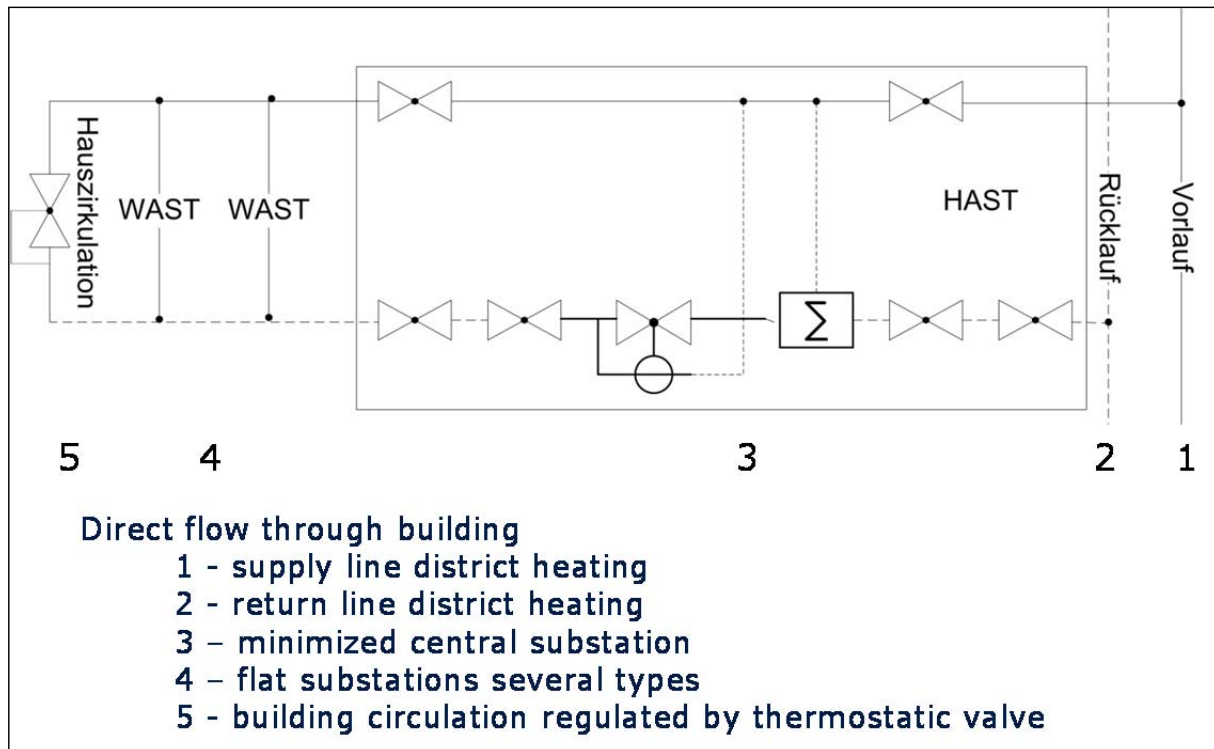 Hauszirkulation
WAST
WAST
HAST
Rücklauf
Vorlauf
Σ
5 4 3 2 1
Direct flow through building
1 - supply line district heating
2 - return line district heating
3 – minimized central substation
4 – flat substations several types
5 - building circulation regulated by thermostatic valve